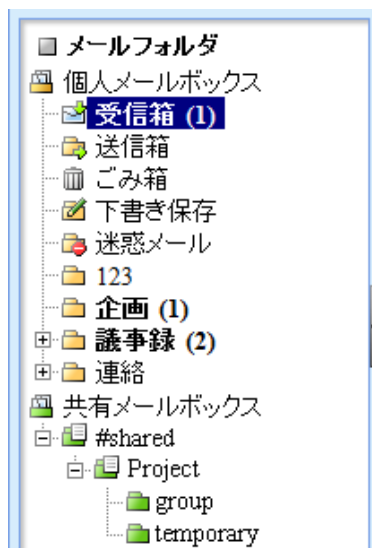 メールフォルダ
個人メールボックス
受信箱 (1)
送信箱
ごみ箱
下書き保存
迷惑メール
123
企画 (1)
議事録 (2)
連絡
共有メールボックス
#shared
Project
group
temporary